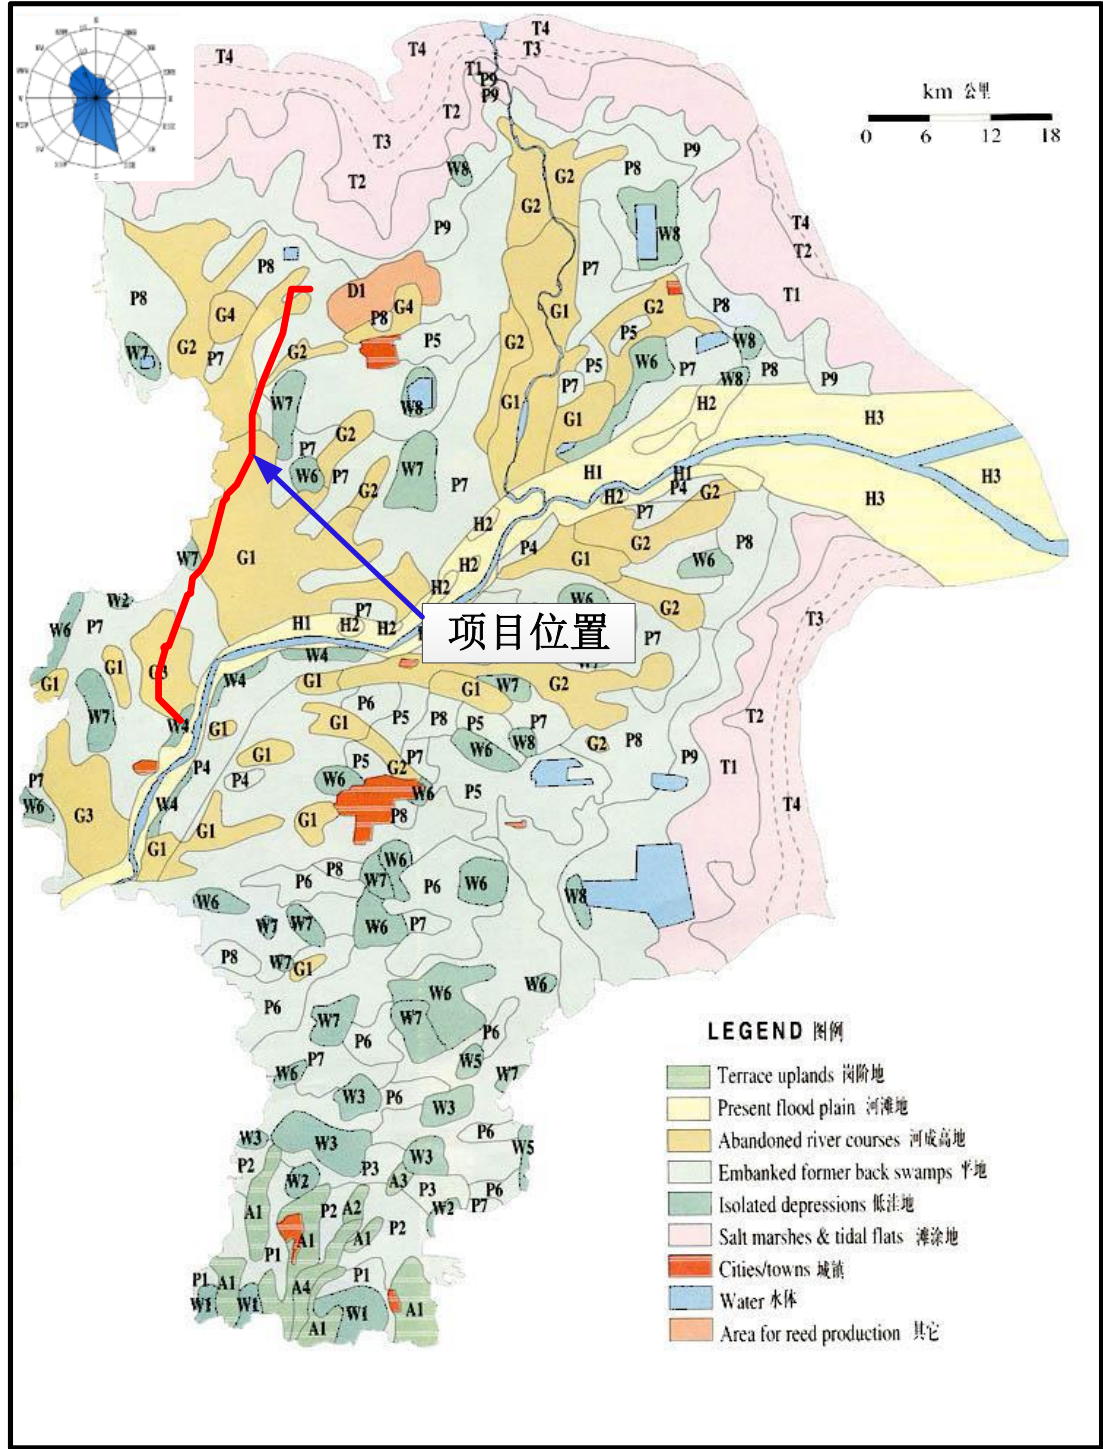 T4
T4
T4
T3
T1
P9
P9
km 公里
0 6 12 18
T2
T3
P9
T2
W8
P8
G2
G2
P9
W8
T4
T2
P8
P7
P8
D1
T1
G4
G2
P8
G4
P8
G1
P8
P5
P5
W8
G2
G2
W7
P7
G2
P5
W6
P7
P8
P7
W8
P9
W7
W8
G1
G1
H2
H3
G2
P7
W6
P7
W7
P7
H1
H1
H3
G2
P4
G2
H2
H3
P7
H2
G1
W7
P4
G2
P8
G1
W6
H2
H2
W2
W6
P7
W6
G2
T3
P7
H1
H2
H2
项目位置
P7
W4
W7
G1
G3
G1
W4
G1
G1
W7
G2
W7
P6
P5
P8
P5
P7
T2
W4
G1
G1
W6
W8
G2
P8
P9
T1
G1
P5
P7
G2
P7
P4
P4
W6
W6
P5
W6
W4
T4
G3
G1
G1
P8
G1
W6
P8
W7
P6
P6
W6
W8
W6
W7
W7
W6
P7
P8
W7
G1
W6
W6
P6
W7
W7
P6
P6
P7
W5
W6
W7
W3
P6
W3
P6
W3
W3
W5
P2
P3
W3
W2
A3
P3
P6
A1
P2
A2
W2
P7
A1
A1
P2
P1
P1
P1
A1
A4
W1
W1
W1
A1
A1
LEGEND 图例
Terrace uplands 岗阶地
Present flood plain 河滩地
Abandoned river courses 河成高地
Embanked former back swamps 平地
Isolated depressions 低洼地
Salt marshes & tidal flats 滩涂地
Cities/towns 城镇
Water 水体
Area for reed production 其它